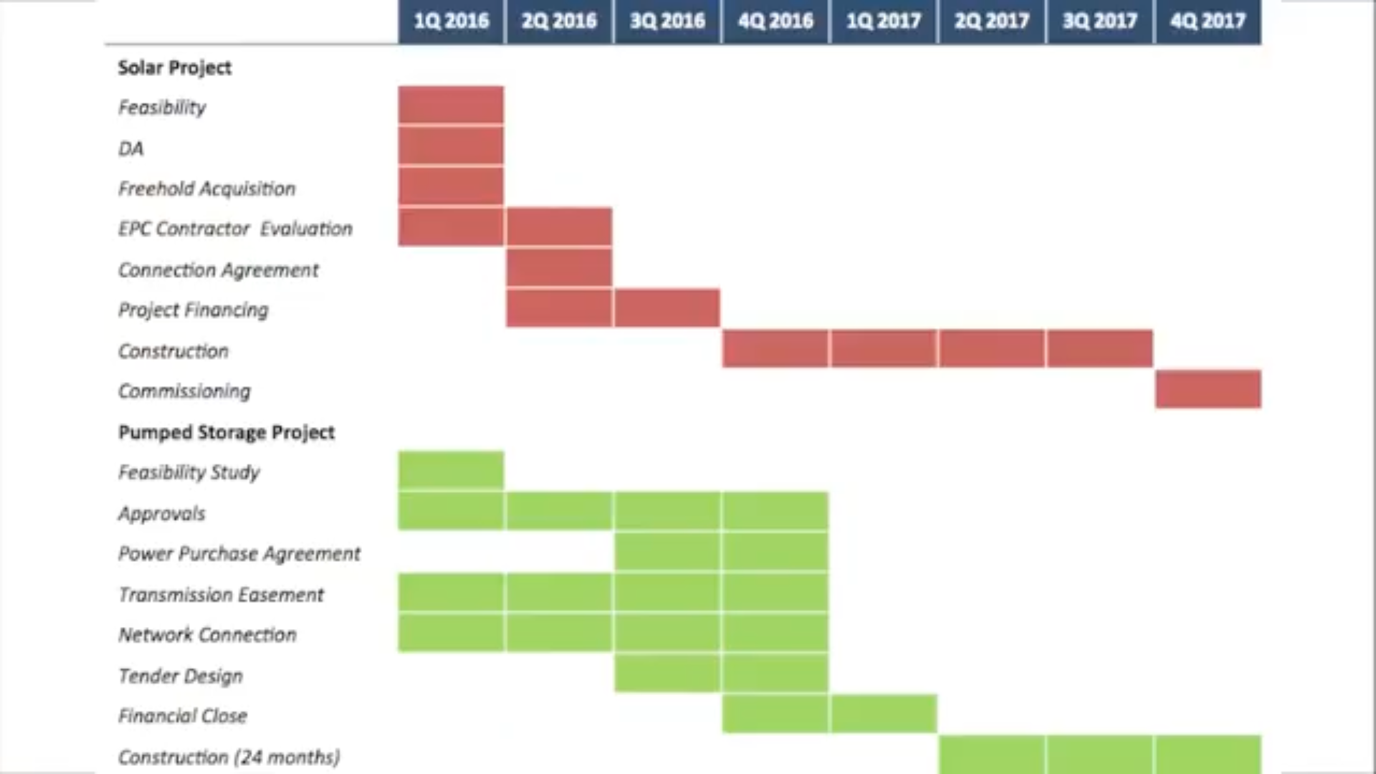 1Q 2016 2Q 2016 3Q 2016 4Q 2016 1Q 2017 2Q 2017 3Q 2017 4Q 2017
Solar Project
Feasibility
DA
Freehold Acquisition
EPC Contractor Evaluation
Connection Agreement
Project Financing
Construction
Commissioning
Pumped Storage Project
Feasibility Study
Approvals
Power Purchase Agreement
Transmission Easement
Network Connection
Tender Design
Financial Close
Construction (24 months)